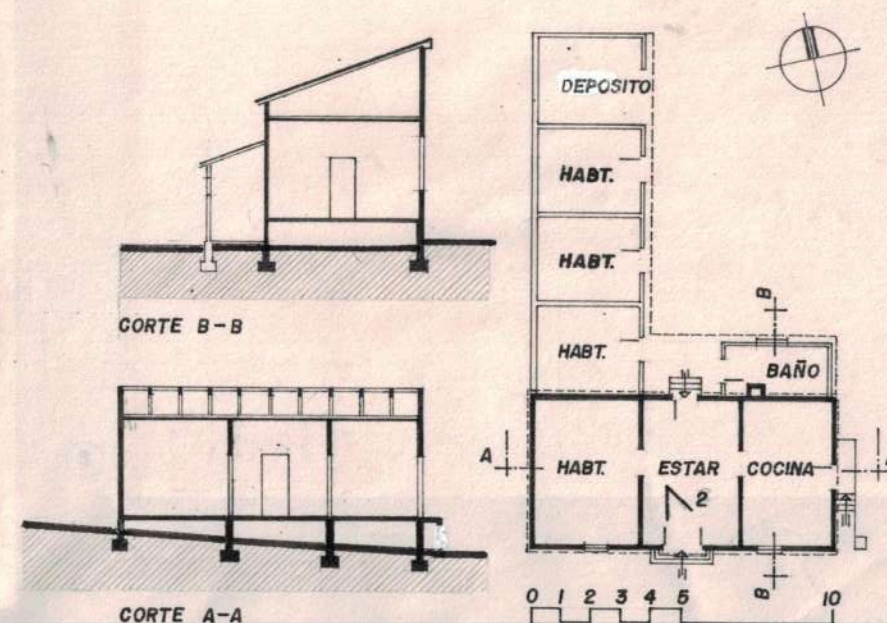 DEPOSITO
HABT.
HABT.
HABT.
BAÑO
B
CORTE B-B
A
HABT.
ESTAR
COCINA
2
B
0 1 2 3 4 5 10
CORTE A-A